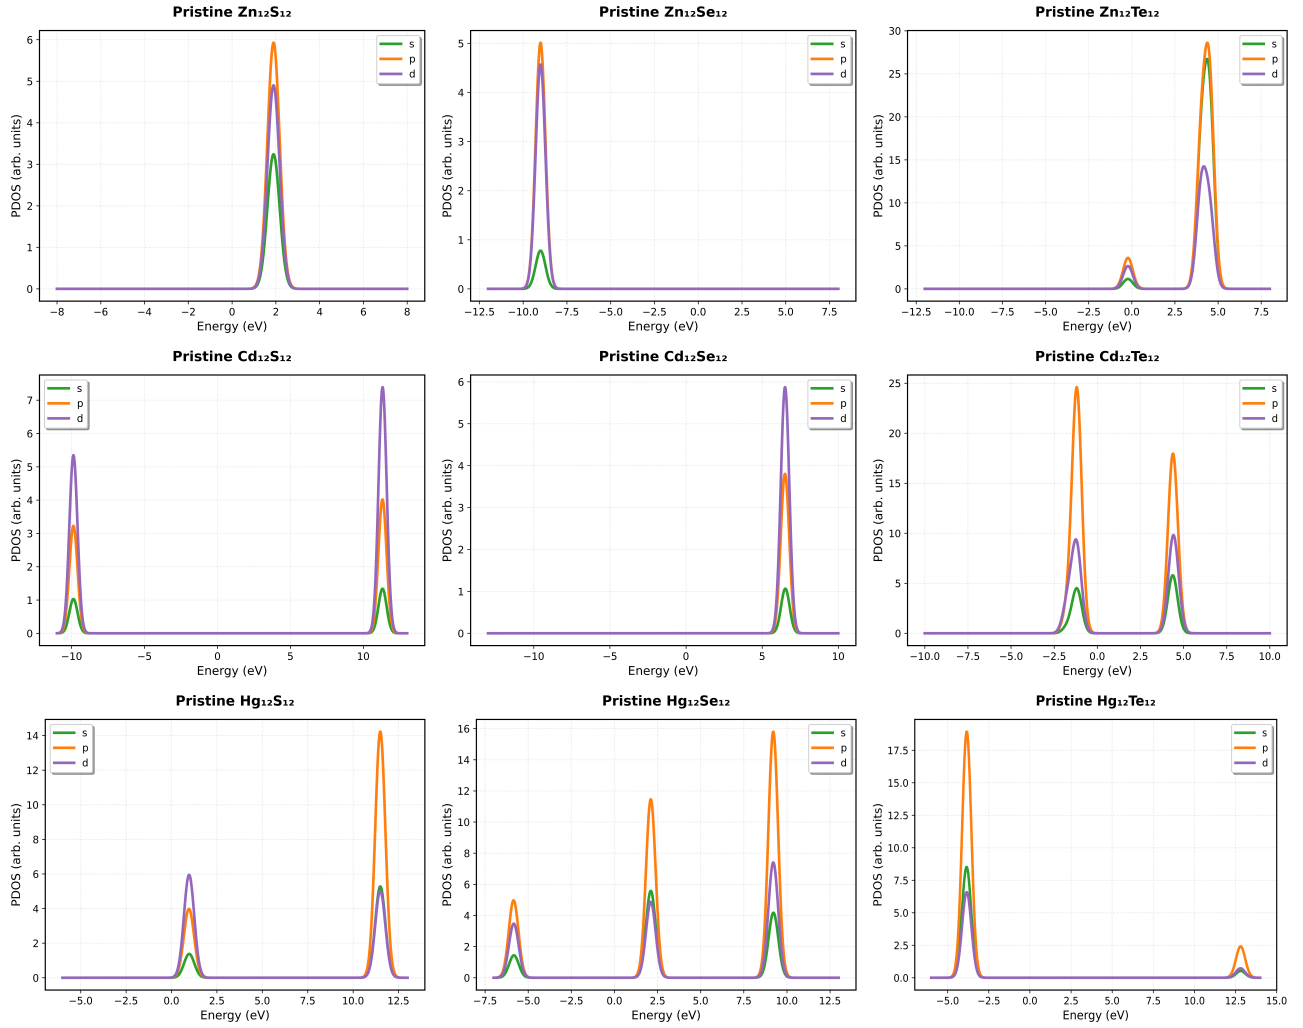 Pristine Zn₁₂S₁₂
6
5
4
3
2
1
0
PDOS (arb. units)
s
p
d
−8 −6 −4 −2 0 2 4 6 8
Energy (eV)
Pristine Zn₁₂Se₁₂
5
4
3
2
1
0
PDOS (arb. units)
s
p
d
−12.5 −10.0 −7.5 −5.0 −2.5 0.0 2.5 5.0 7.5
Energy (eV)
Pristine Zn₁₂Te₁₂
30
25
20
15
10
5
0
PDOS (arb. units)
s
p
d
−12.5 −10.0 −7.5 −5.0 −2.5 0.0 2.5 5.0 7.5
Energy (eV)
Pristine Cd₁₂S₁₂
7
6
5
4
3
2
1
0
PDOS (arb. units)
s
p
d
−10 −5 0 5 10
Energy (eV)
Pristine Cd₁₂Se₁₂
6
5
4
3
2
1
0
PDOS (arb. units)
s
p
d
−10 −5 0 5 10
Energy (eV)
Pristine Cd₁₂Te₁₂
25
20
15
10
5
0
PDOS (arb. units)
s
p
d
−10.0 −7.5 −5.0 −2.5 0.0 2.5 5.0 7.5 10.0
Energy (eV)
Pristine Hg₁₂S₁₂
14
12
10
8
6
4
2
0
PDOS (arb. units)
s
p
d
−5.0 −2.5 0.0 2.5 5.0 7.5 10.0 12.5
Energy (eV)
Pristine Hg₁₂Se₁₂
16
14
12
10
8
6
4
2
0
PDOS (arb. units)
s
p
d
−7.5 −5.0 −2.5 0.0 2.5 5.0 7.5 10.0 12.5
Energy (eV)
Pristine Hg₁₂Te₁₂
17.5
15.0
12.5
10.0
7.5
5.0
2.5
0.0
PDOS (arb. units)
s
p
d
−5.0 −2.5 0.0 2.5 5.0 7.5 10.0 12.5 15.0
Energy (eV)